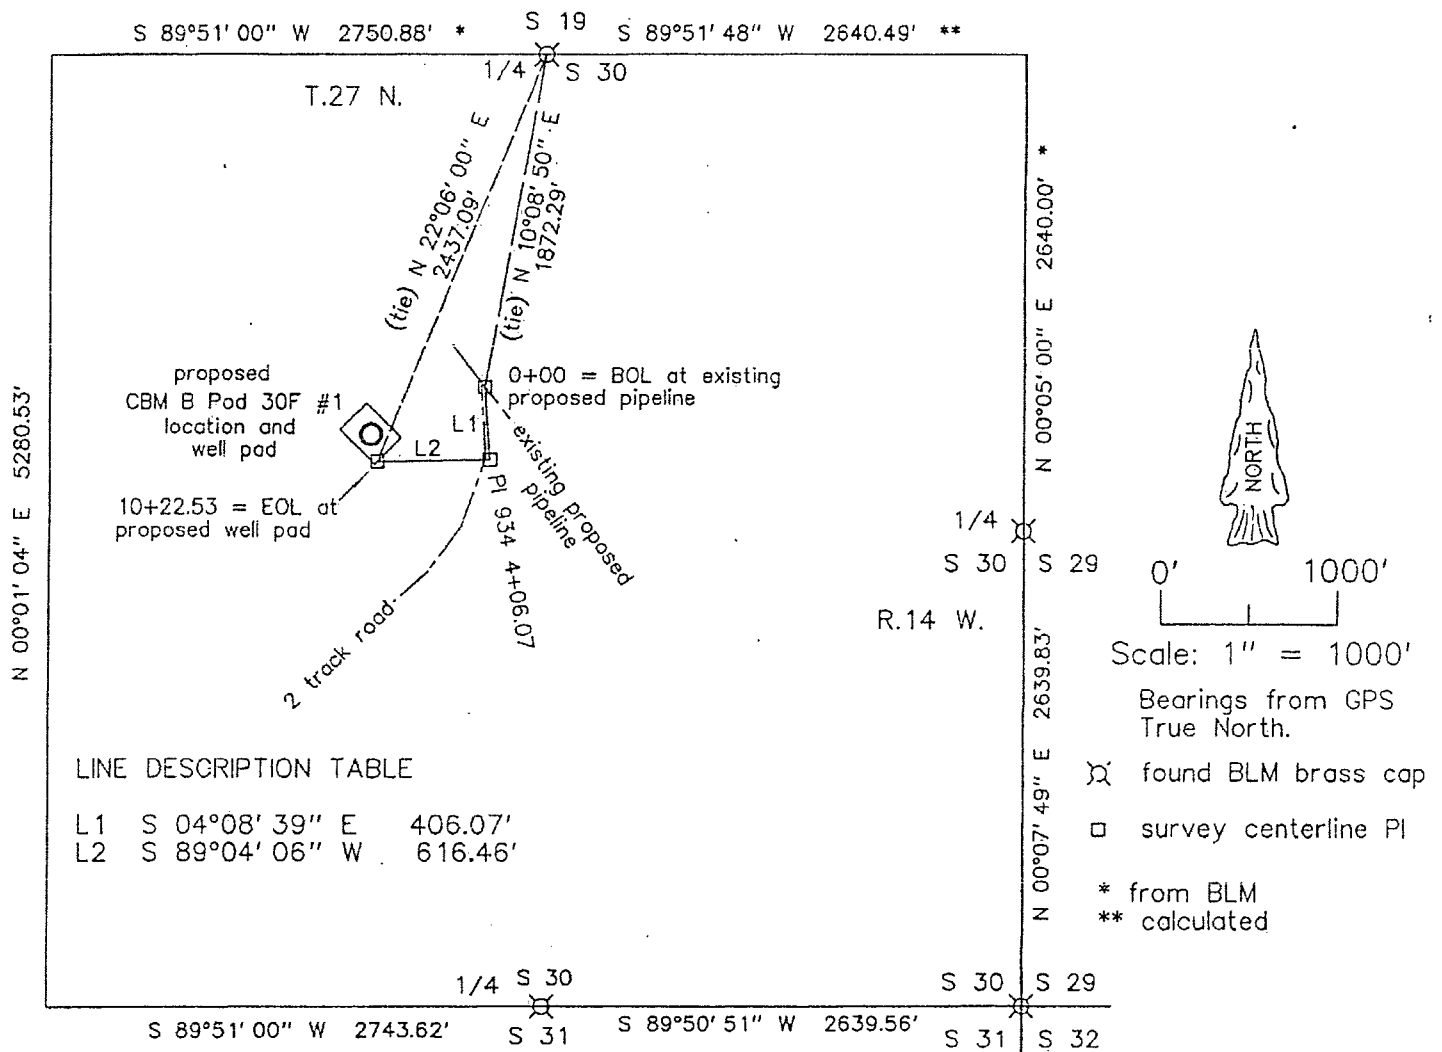 S 89°51'00" W 2750.88' *
S 19
S 89°51'48" W 2640.49' **
1/4
S 30
T.27 N.
(tie) N 22°06'00" E
2437.09'
(tie) N 10°08'50" E
1872.29'
N 00°05'00" E 2640.00' *
proposed
CBM B Pod 30F #1
location and
well pad
0+00 = BOL at existing
proposed pipeline
L1
L2
existing proposed
pipeline
10+22.53 = EOL at
proposed well pad
PI 934 4+06.07
2 track road
N 00°01'04" E 5280.53'
1/4
S 30
S 29
R.14 W.
NORTH
0'
1000'
Scale: 1" = 1000'
Bearings from GPS
True North.
found BLM brass cap
survey centerline PI
* from BLM
** calculated
N 00°07'49" E 2639.83'
LINE DESCRIPTION TABLE
L1 S 04°08'39" E 406.07'
L2 S 89°04'06" W 616.46'
1/4
S 30
S 30
S 29
S 89°51'00" W 2743.62'
S 31
S 89°50'51" W 2639.56'
S 31
S 32